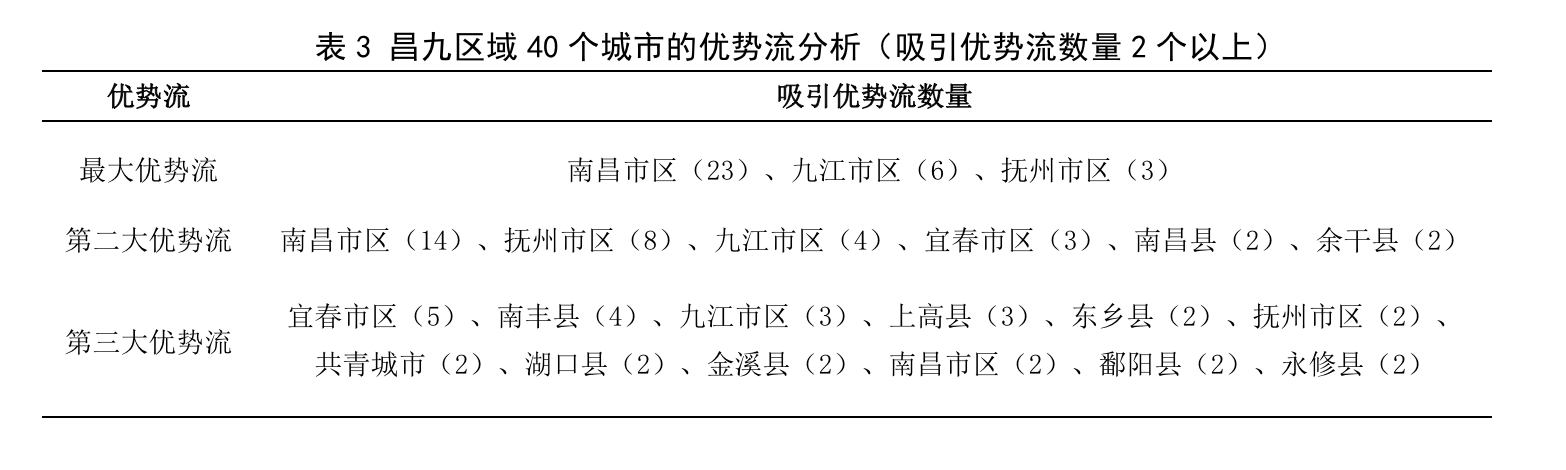 表 3 昌九区域 40 个城市的优势流分析（吸引优势流数量 2 个以上）
优势流 吸引优势流数量
最大优势流 南昌市区（23）、九江市区（6）、抚州市区（3）
第二大优势流 南昌市区（14）、抚州市区（8）、九江市区（4）、宜春市区（3）、南昌县（2）、余干县（2）
第三大优势流
宜春市区（5）、南丰县（4）、九江市区（3）、上高县（3）、东乡县（2）、抚州市区（2）、
共青城市（2）、湖口县（2）、金溪县（2）、南昌市区（2）、鄱阳县（2）、永修县（2）